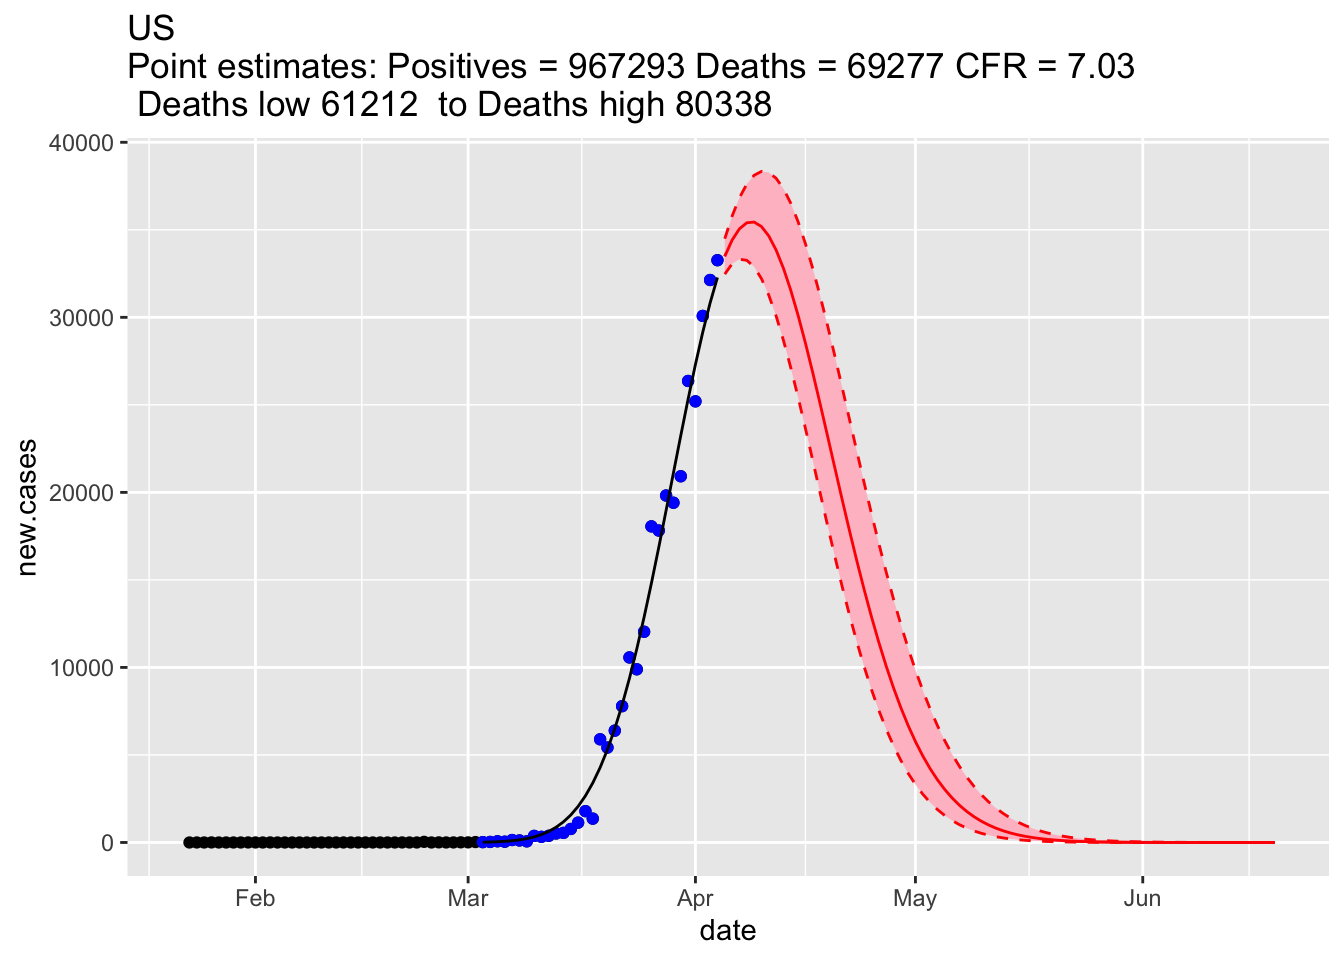 US
Point estimates: Positives = 967293 Deaths = 69277 CFR = 7.03
Deaths low 61212  to Deaths high 80338
40000
30000
20000
10000
0
new.cases
Feb Mar Apr May Jun
date